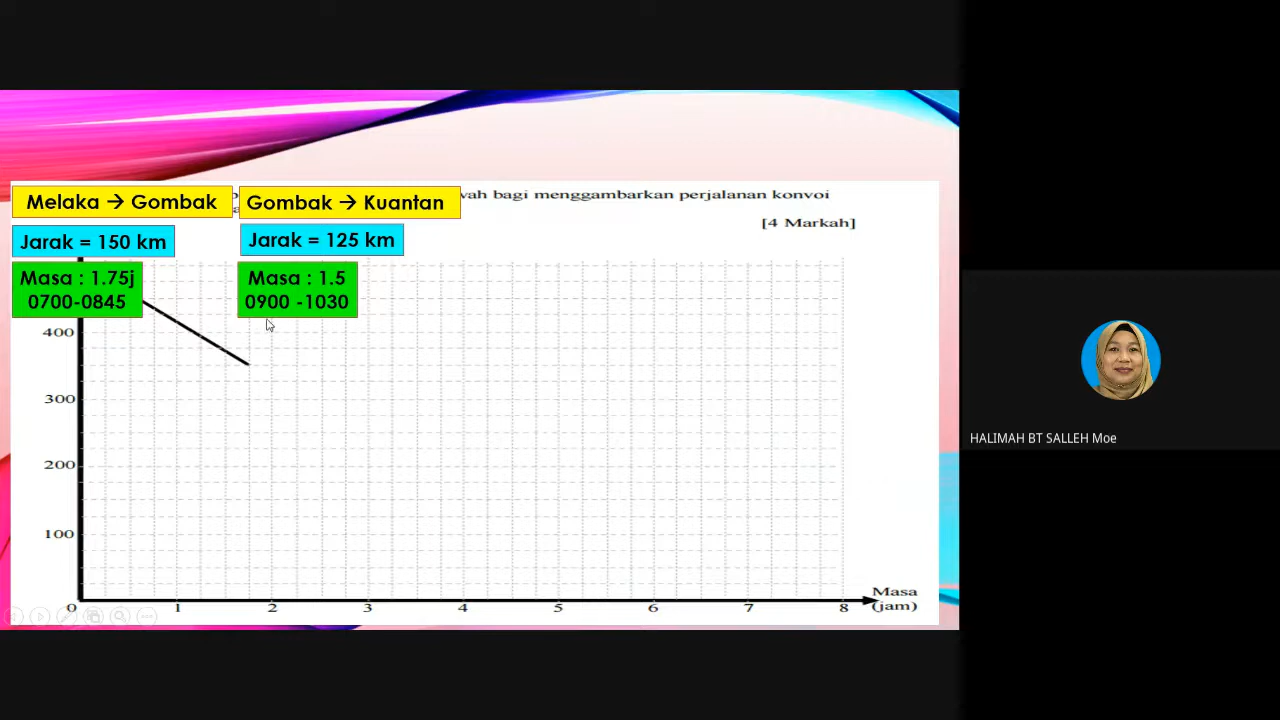 Melaka → Gombak
Gombak → Kuantan
vah bagi menggambarkan perjalanan konvoi
[4 Markah]
Jarak = 150 km
Jarak = 125 km
Masa : 1.75j
0700-0845
Masa : 1.5
0900 -1030
400
300
200
100
0
1
2
3
4
5
6
7
8
Masa
(jam)
HALIMAH BT SALLEH Moe